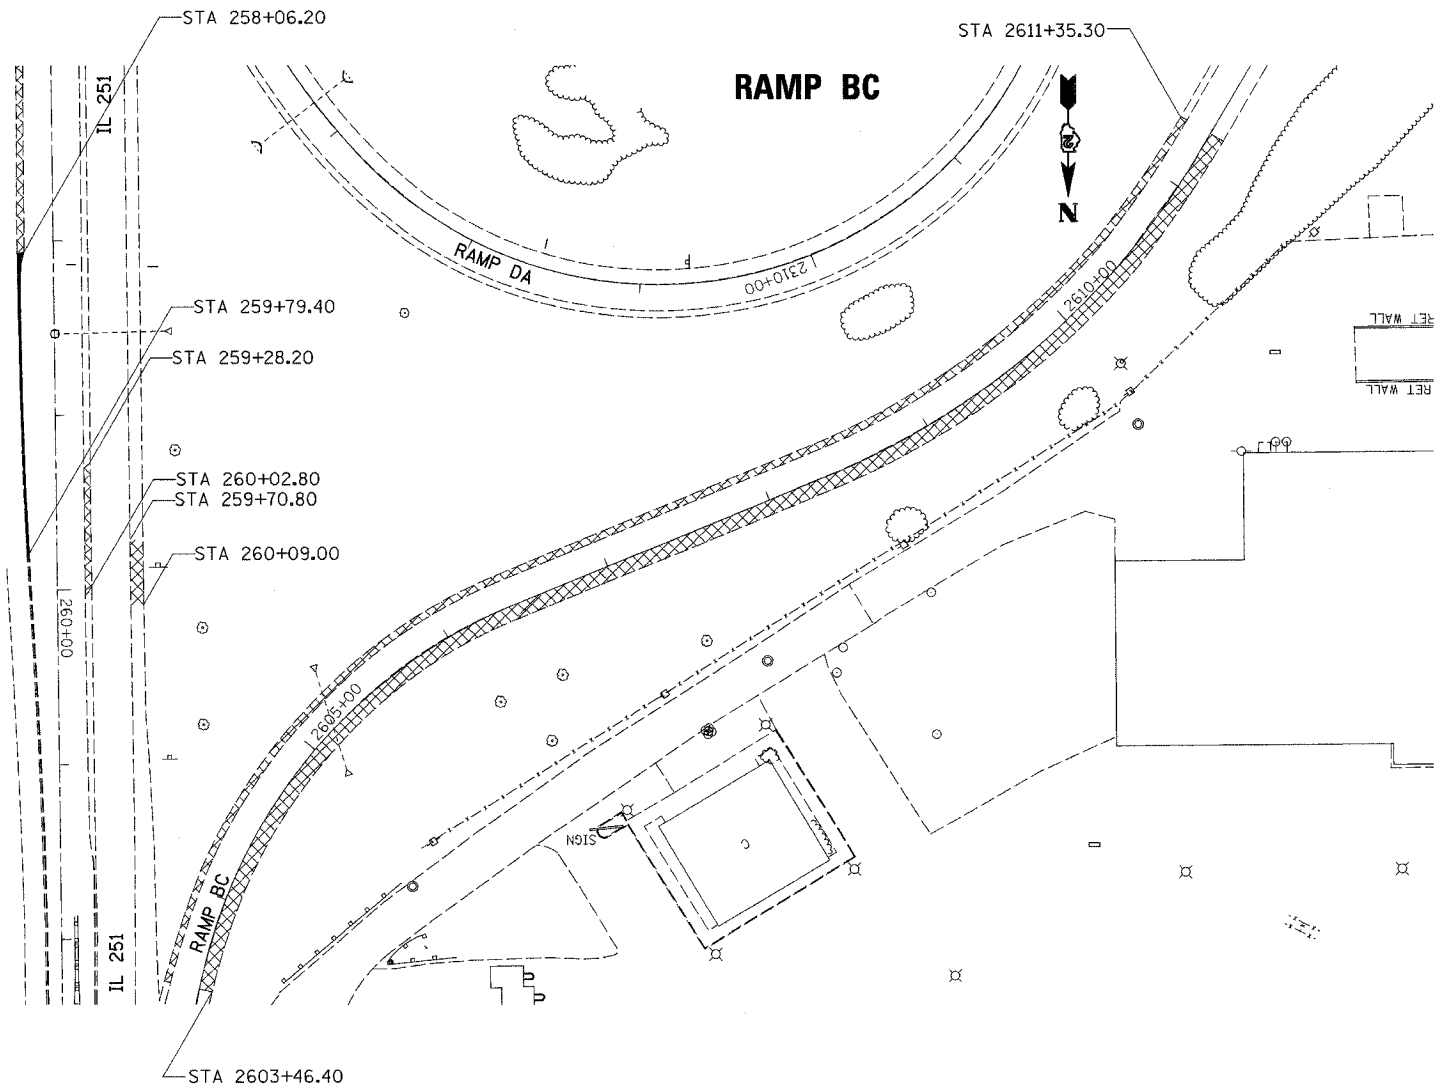 STA 258+06.20
STA 2611+35.30
RAMP BC
IL 251
N
RAMP DA
2310+00
2610+00
STA 259+79.40
RET WALL
STA 259+28.20
RET WALL
STA 260+02.80
STA 259+70.80
STA 260+09.00
260+00
2605+00
SIGN
C
RAMP BC
IL 251
STA 2603+46.40